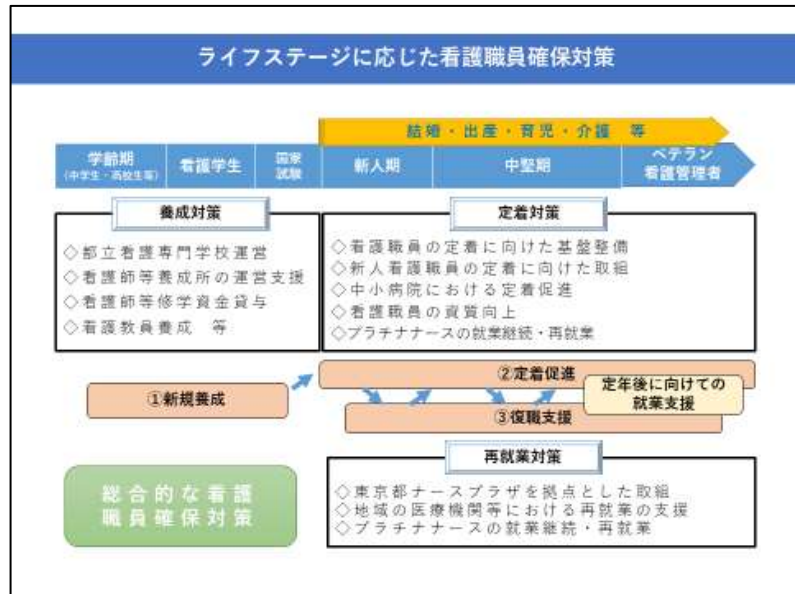 ライフステージに応じた看護職員確保対策
結婚・出産・育児・介護　等
学齢期
(中学生・高校生等)
看護学生
国家
試験
新人期
中堅期
ベテラン
看護管理者
養成対策
◇都立看護専門学校運営
◇看護師等養成所の運営支援
◇看護師等修学資金貸与
◇看護教員養成　等
定着対策
◇看護職員の定着に向けた基盤整備
◇新人看護職員の定着に向けた取組
◇中小病院における定着促進
◇看護職員の資質向上
◇プラチナナースの就業継続・再就業
①新規養成
②定着促進
定年後に向けての
就業支援
③復職支援
再就業対策
◇東京都ナースプラザを拠点とした取組
◇地域の医療機関等における再就業の支援
◇プラチナナースの就業継続・再就業
総合的な看護
職員確保対策